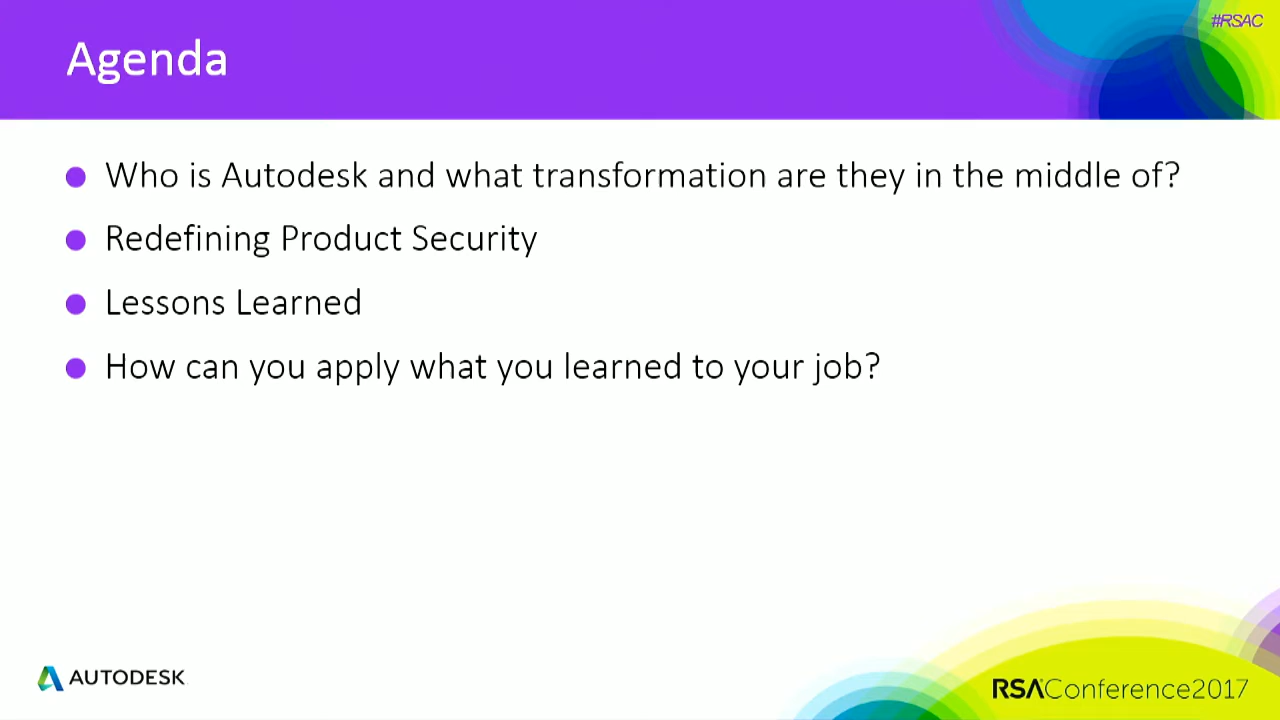 #RSAC
Agenda
Who is Autodesk and what transformation are they in the middle of?
Redefining Product Security
Lessons Learned
How can you apply what you learned to your job?
AUTODESK
RSAConference2017